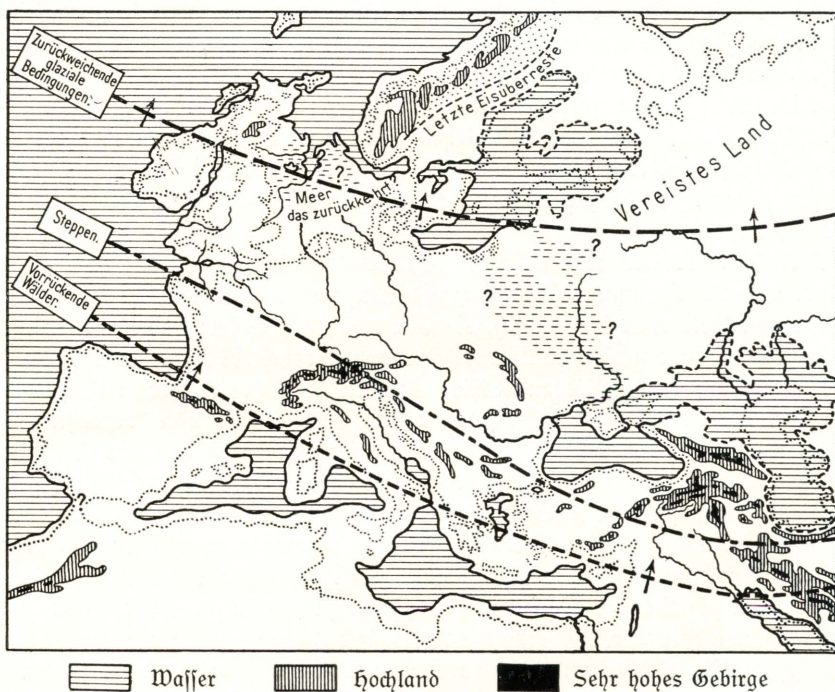 Zurückweichende
glaziale
Bedingungen.
Letzte Eisüberreste
Vereistes Land
?
Meer
das zurückkehrt
Steppen.
?
?
?
Vorrückende
Wälder.
?
?
Waſſer
Hochland
Sehr hohes Gebirge